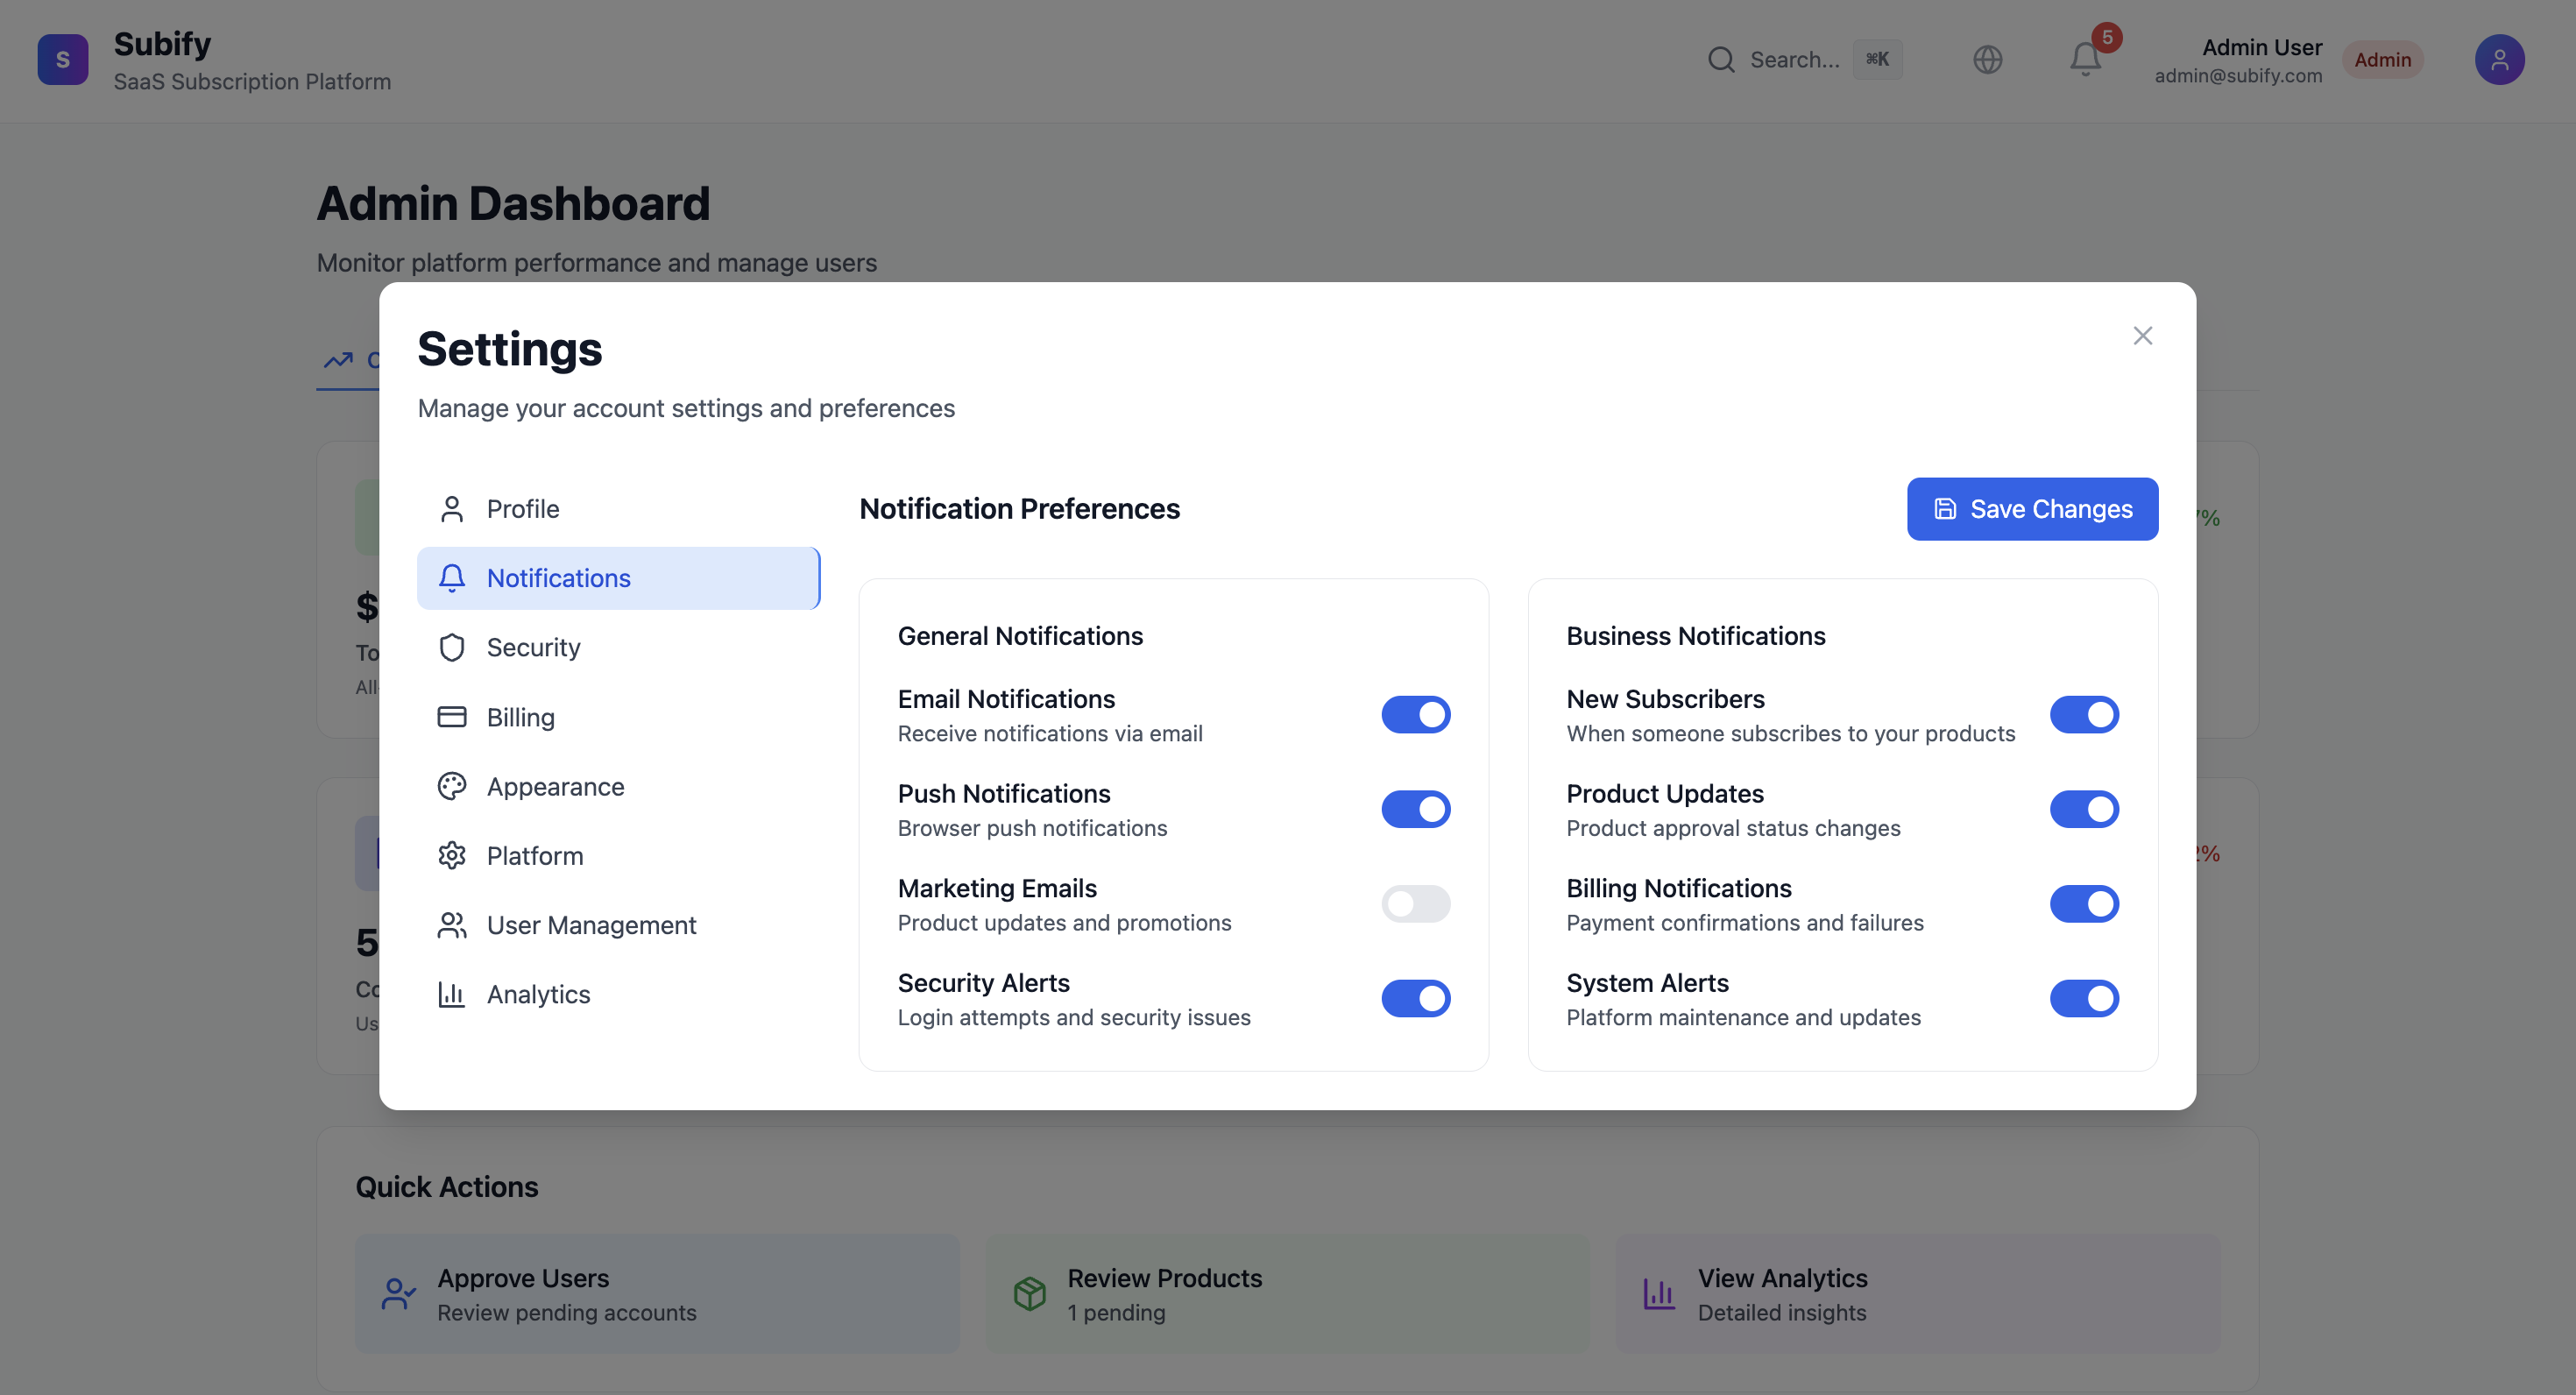 S
Subify
SaaS Subscription Platform
Search...
⌘K
5
Admin User
admin@subify.com
Admin
Admin Dashboard
Monitor platform performance and manage users
Settings
Manage your account settings and preferences
Profile
Notifications
Security
Billing
Appearance
Platform
User Management
Analytics
Notification Preferences
Save Changes
General Notifications
Email Notifications
Receive notifications via email
Push Notifications
Browser push notifications
Marketing Emails
Product updates and promotions
Security Alerts
Login attempts and security issues
Business Notifications
New Subscribers
When someone subscribes to your products
Product Updates
Product approval status changes
Billing Notifications
Payment confirmations and failures
System Alerts
Platform maintenance and updates
$
Quick Actions
Approve Users
Review pending accounts
Review Products
1 pending
View Analytics
Detailed insights